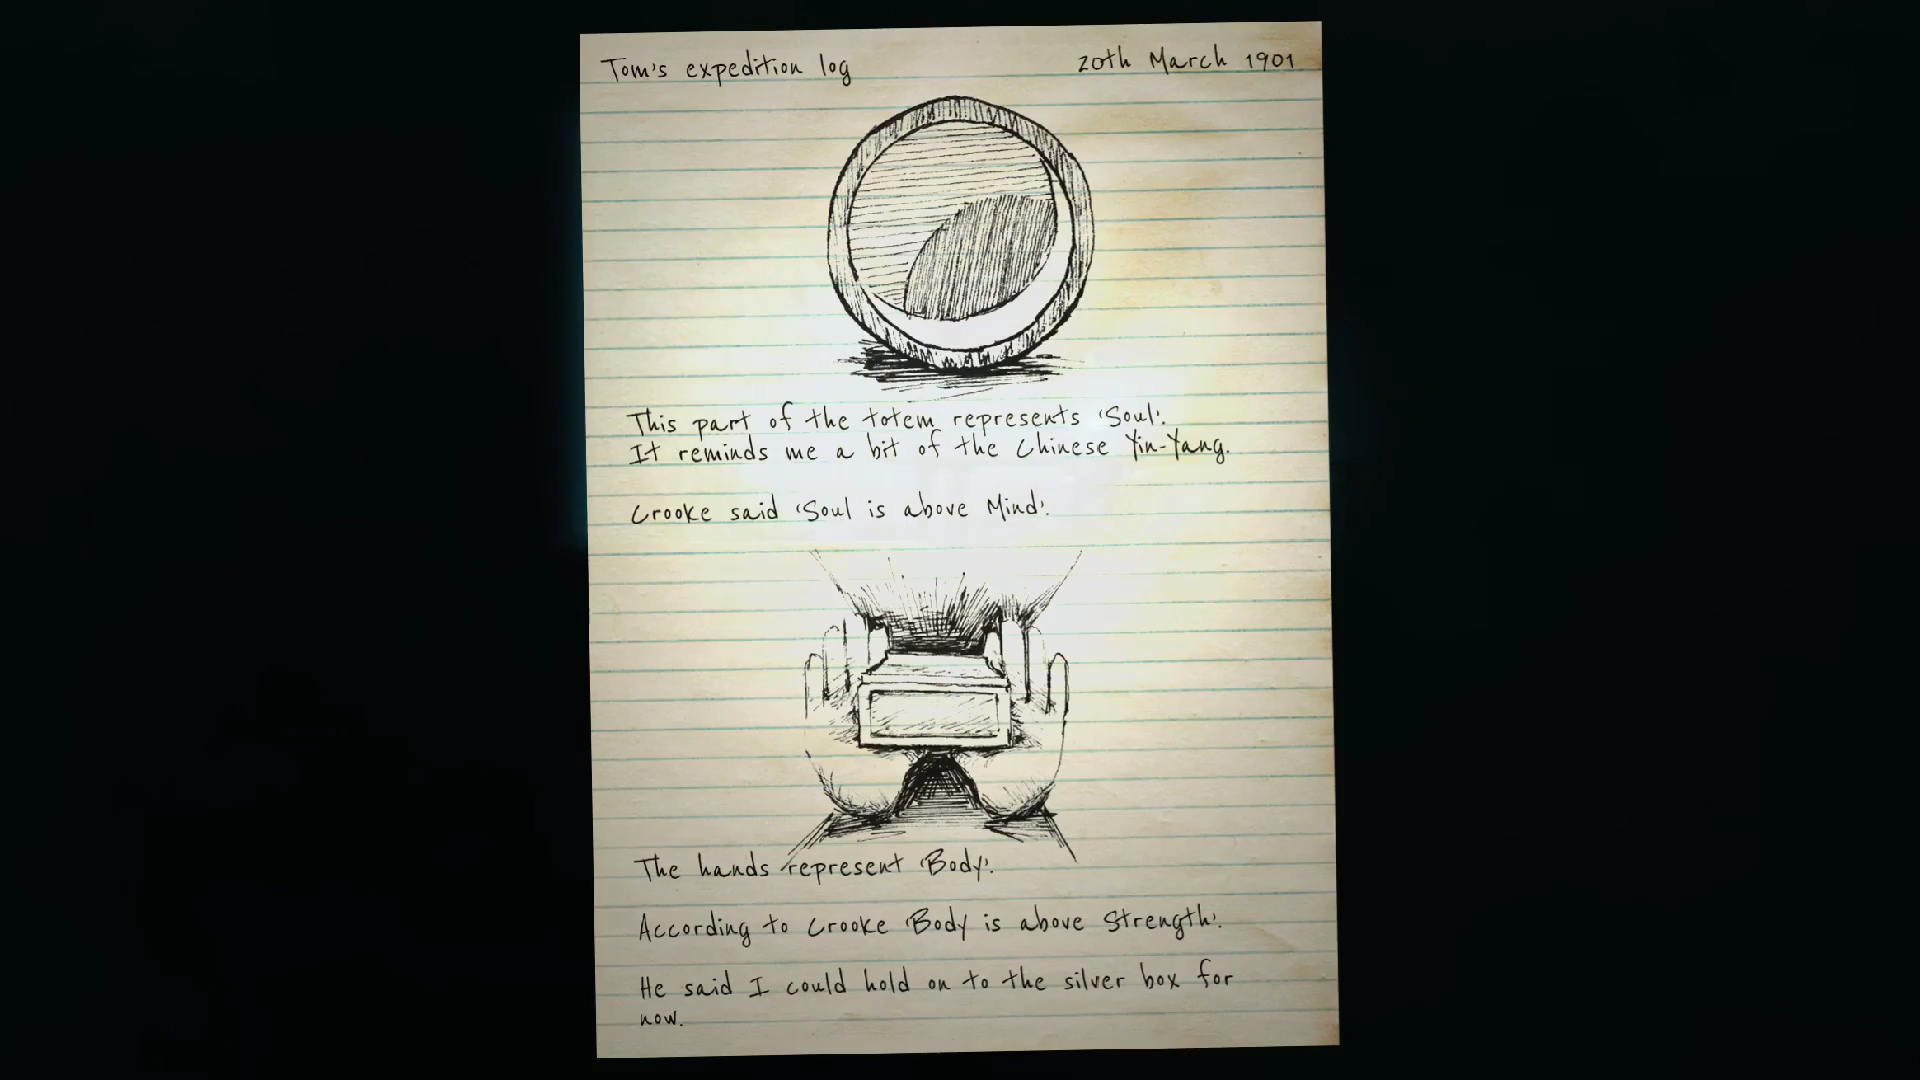 Tom's expedition log
20th March 1901
This part of the totem represents 'Soul'.
It reminds me a bit of the Chinese Yin-Yang.
Crooke said 'Soul is above Mind'.
The hands represent 'Body'.
According to Crooke 'Body is above Strength'.
He said I could hold on to the silver box for
now.